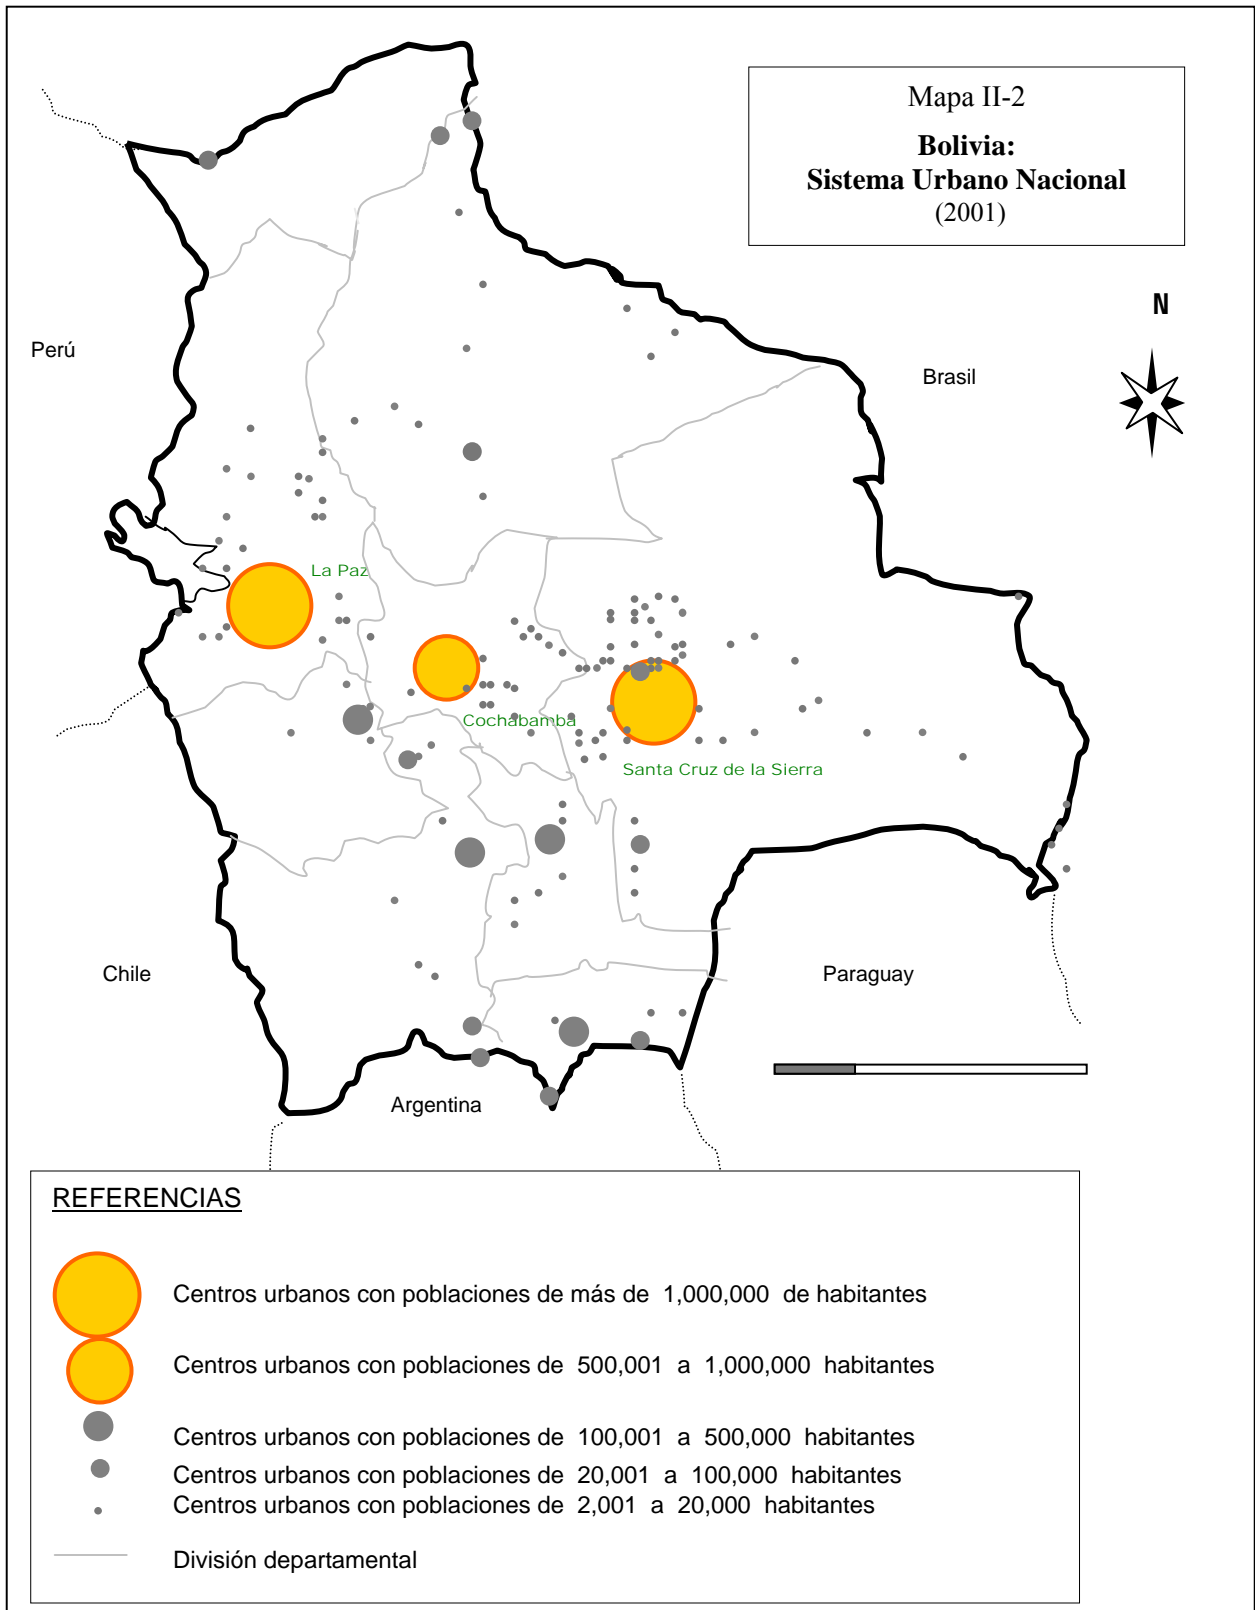 Mapa II-2
Bolivia:
Sistema Urbano Nacional
(2001)
N
Perú
Brasil
La Paz
Cochabamba
Santa Cruz de la Sierra
Chile
Paraguay
Argentina
REFERENCIAS
Centros urbanos con poblaciones de más de 1,000,000 de habitantes
Centros urbanos con poblaciones de 500,001 a 1,000,000 habitantes
Centros urbanos con poblaciones de 100,001 a 500,000 habitantes
Centros urbanos con poblaciones de 20,001 a 100,000 habitantes
Centros urbanos con poblaciones de 2,001 a 20,000 habitantes
División departamental